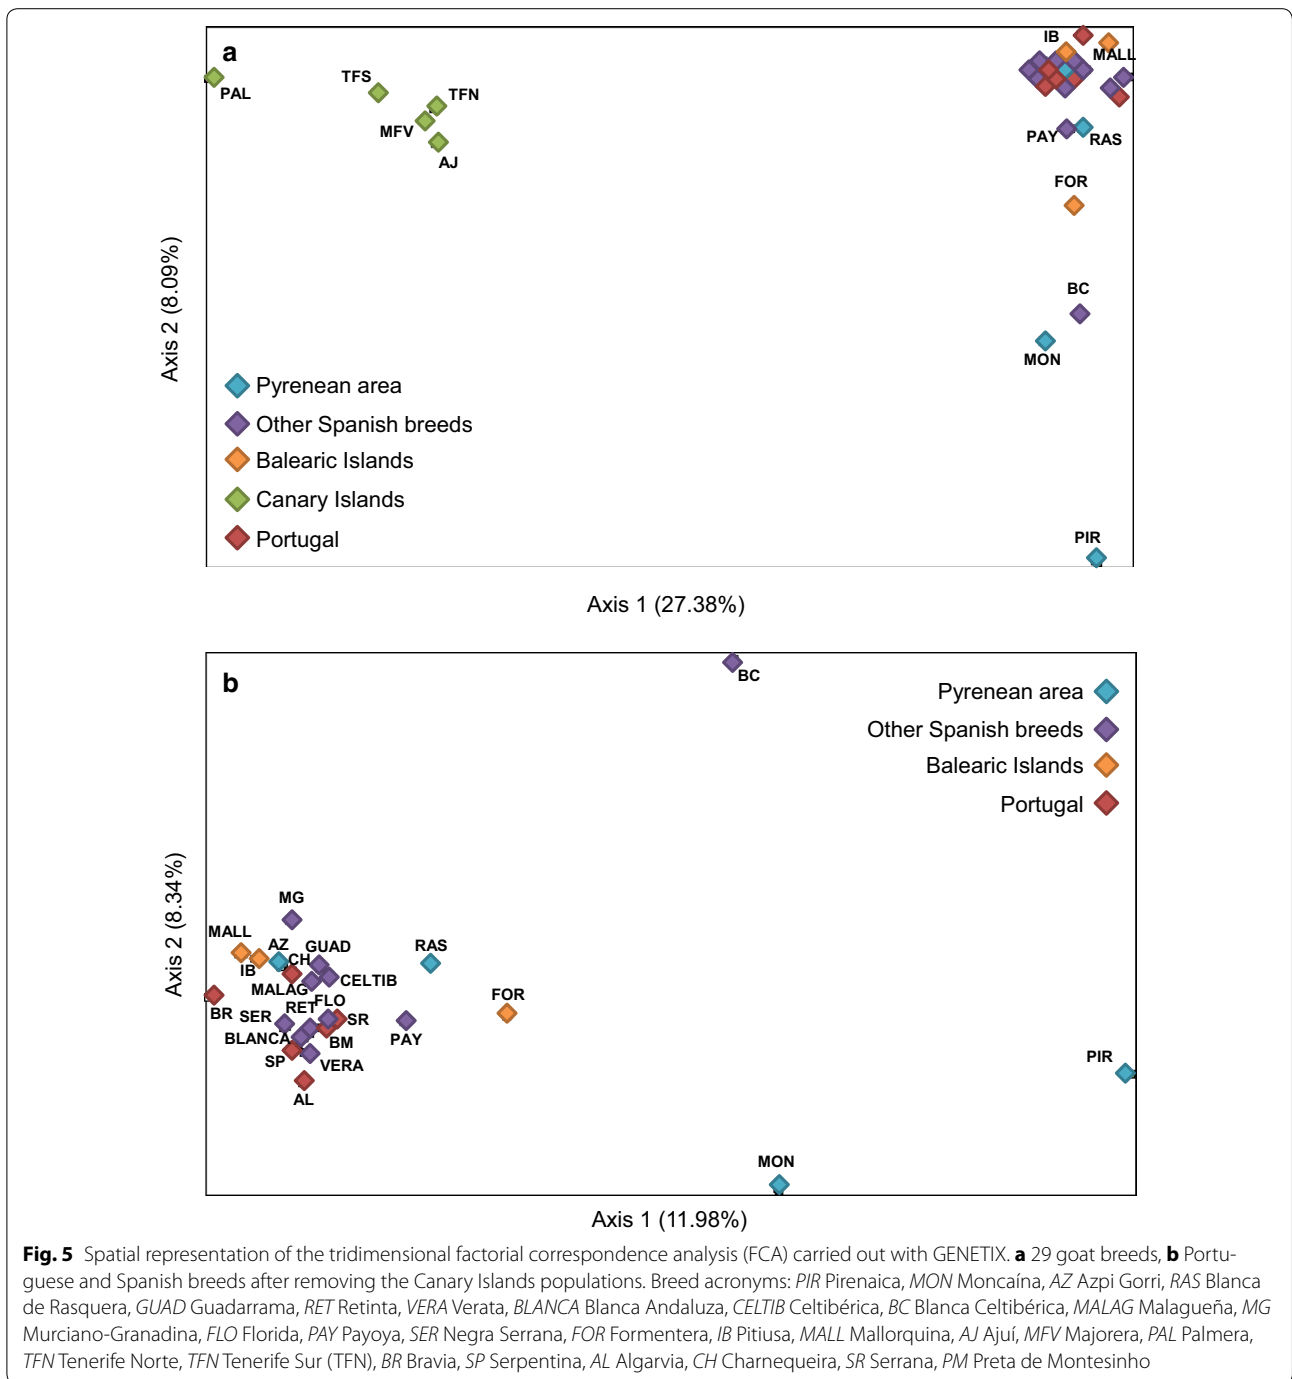 a
IB
MALL
PAL
TFS
TFN
MFV
AJ
PAY
RAS
FOR
BC
MON
PIR
Axis 2 (8.09%)
Pyrenean area
Other Spanish breeds
Balearic Islands
Canary Islands
Portugal
Axis 1 (27.38%)
b
BC
Pyrenean area
Other Spanish breeds
Balearic Islands
Portugal
Axis 2 (8.34%)
MG
MALL
AZ
GUAD
IB
CH
CELTIB
MALAG
RAS
BR
RET
FLO
SER
SR
BLANCA
BM
PAY
FOR
SP
VERA
AL
PIR
MON
Axis 1 (11.98%)
Fig. 5 Spatial representation of the tridimensional factorial correspondence analysis (FCA) carried out with GENETIX. a 29 goat breeds, b Portu-
guese and Spanish breeds after removing the Canary Islands populations. Breed acronyms: PIR Pirenaica, MON Moncaína, AZ Azpi Gorri, RAS Blanca
de Rasquera, GUAD Guadarrama, RET Retinta, VERA Verata, BLANCA Blanca Andaluza, CELTIB Celtibérica, BC Blanca Celtibérica, MALAG Malagueña, MG
Murciano-Granadina, FLO Florida, PAY Payoya, SER Negra Serrana, FOR Formentera, IB Pitiusa, MALL Mallorquina, AJ Ajuí, MFV Majorera, PAL Palmera,
TFN Tenerife Norte, TFN Tenerife Sur (TFN), BR Bravia, SP Serpentina, AL Algarvia, CH Charnequeira, SR Serrana, PM Preta de Montesinho